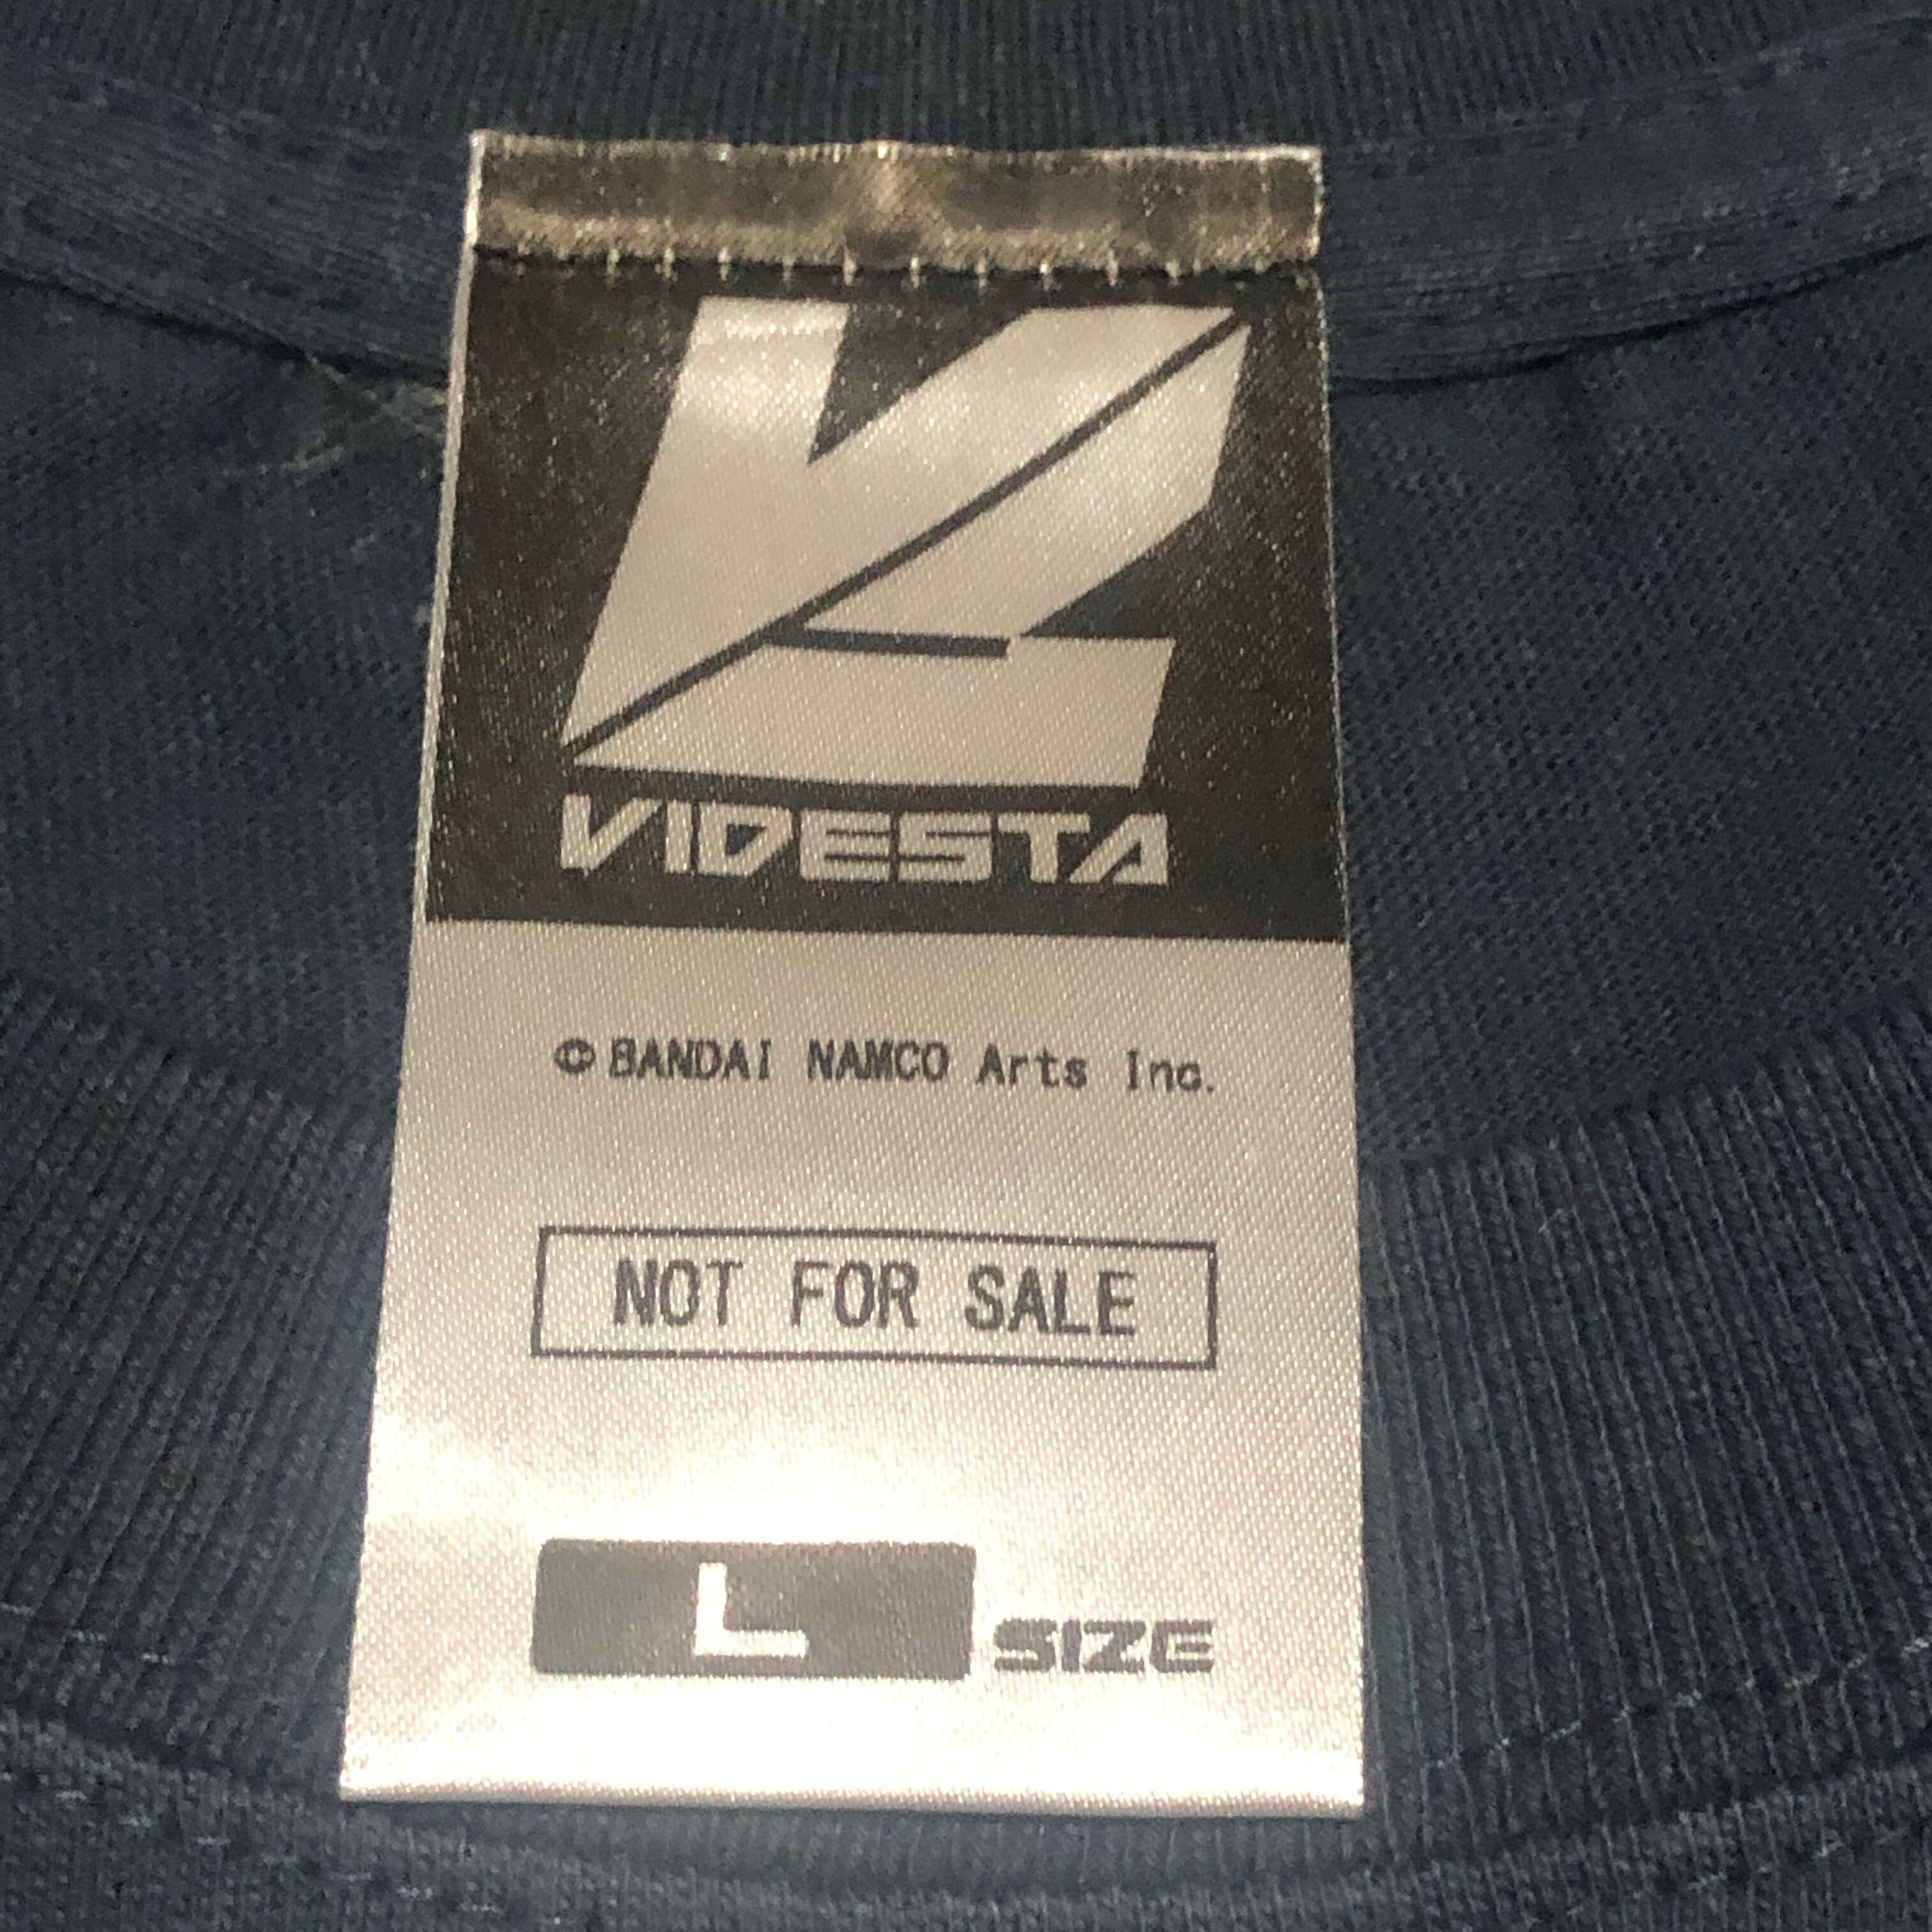 VIDESTA
© BANDAI NAMCO Arts Inc.
NOT FOR SALE
L SIZE